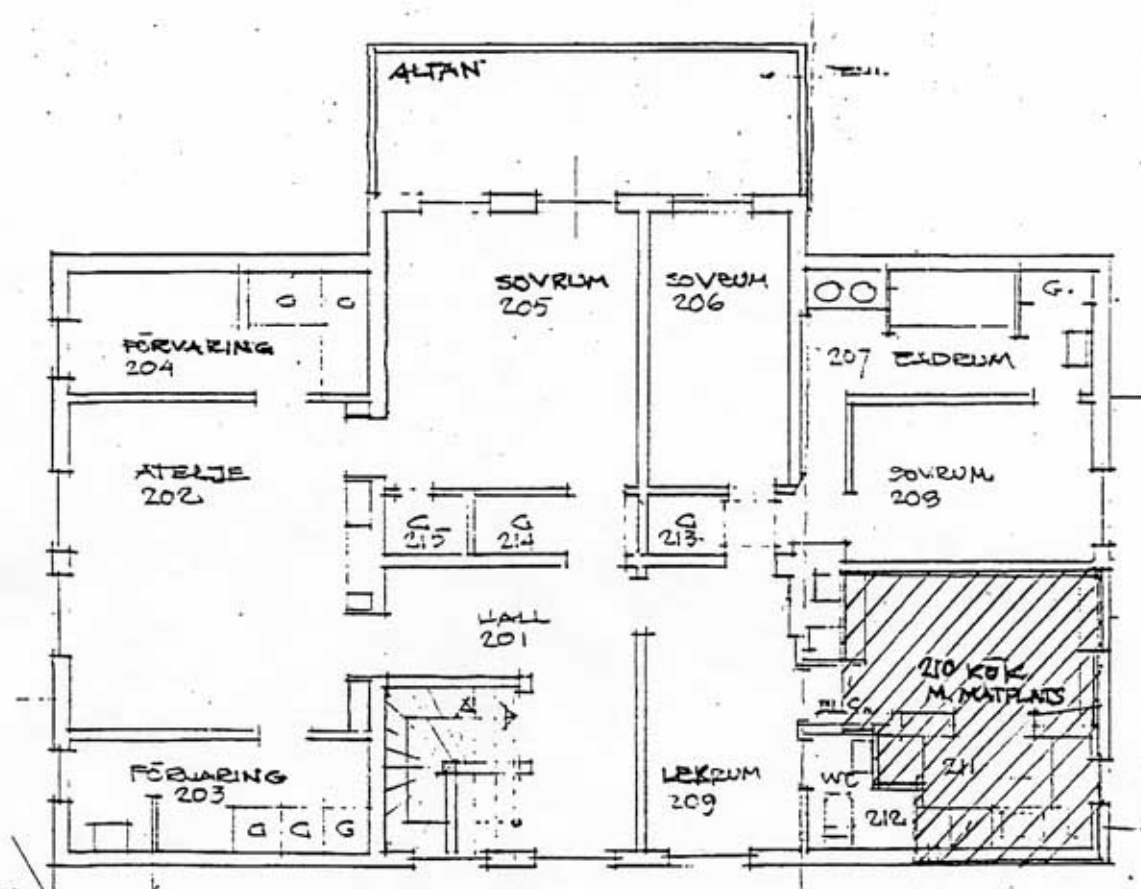 ALTAN
SOVRUM
205
SOVRUM
206
G
G
G.
FÖRVARING
204
207 BADRUM
ATELJE
202
SOVRUM
208
G
215
G
214
G
213
HALL
201
210 KÖK
M. MATPLATS
FÖRVARING
203
LEKRUM
209
WC
211
212
G G G